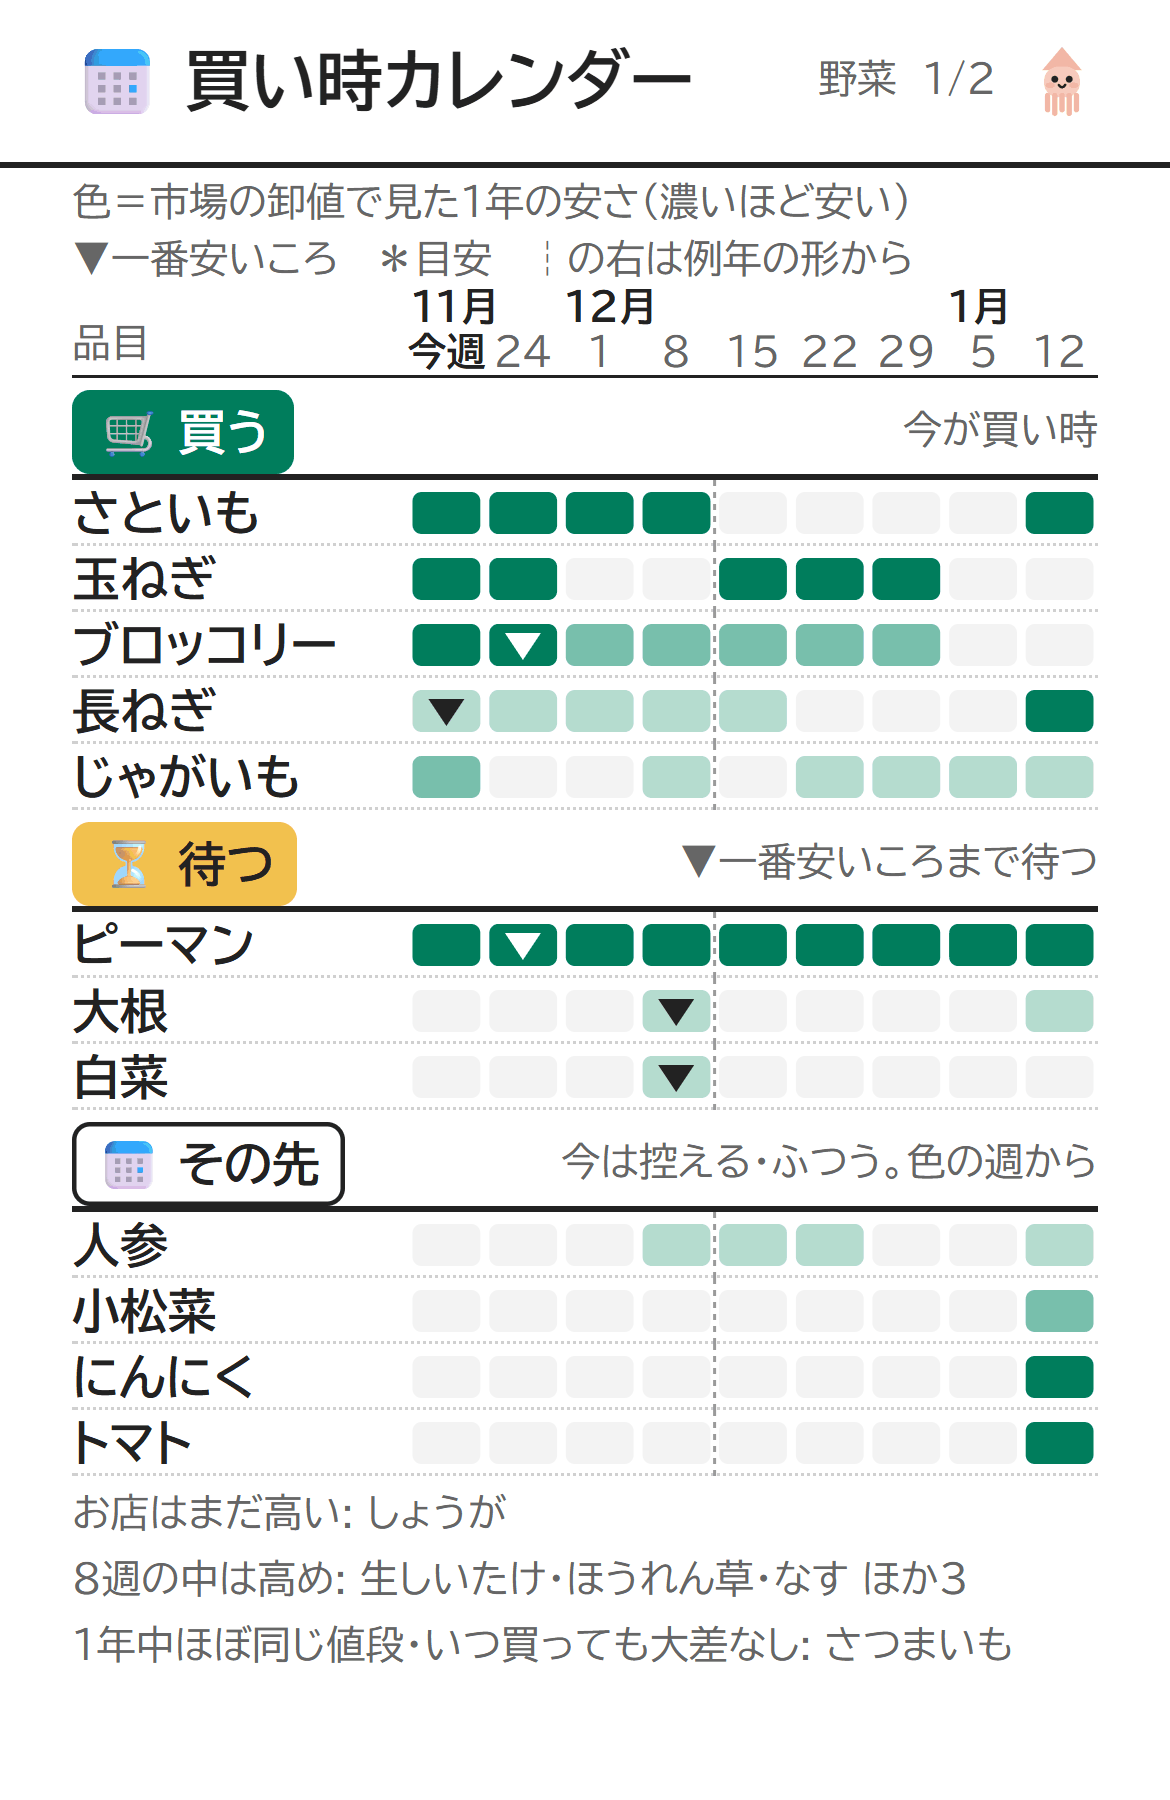 買い時カレンダー 野菜 1/2
色＝市場の卸値で見た1年の安さ（濃いほど安い）
▼一番安いころ ＊目安 ┊の右は例年の形から
11月 12月 1月
品目 今週 24 1 8 15 22 29 5 12
買う 今が買い時
さといも
玉ねぎ
ブロッコリー
長ねぎ
じゃがいも
待つ ▼一番安いころまで待つ
ピーマン
大根
白菜
その先 今は控える・ふつう。色の週から
人参
小松菜
にんにく
トマト
お店はまだ高い: しょうが
8週の中は高め: 生しいたけ・ほうれん草・なす ほか3
1年中ほぼ同じ値段・いつ買っても大差なし: さつまいも